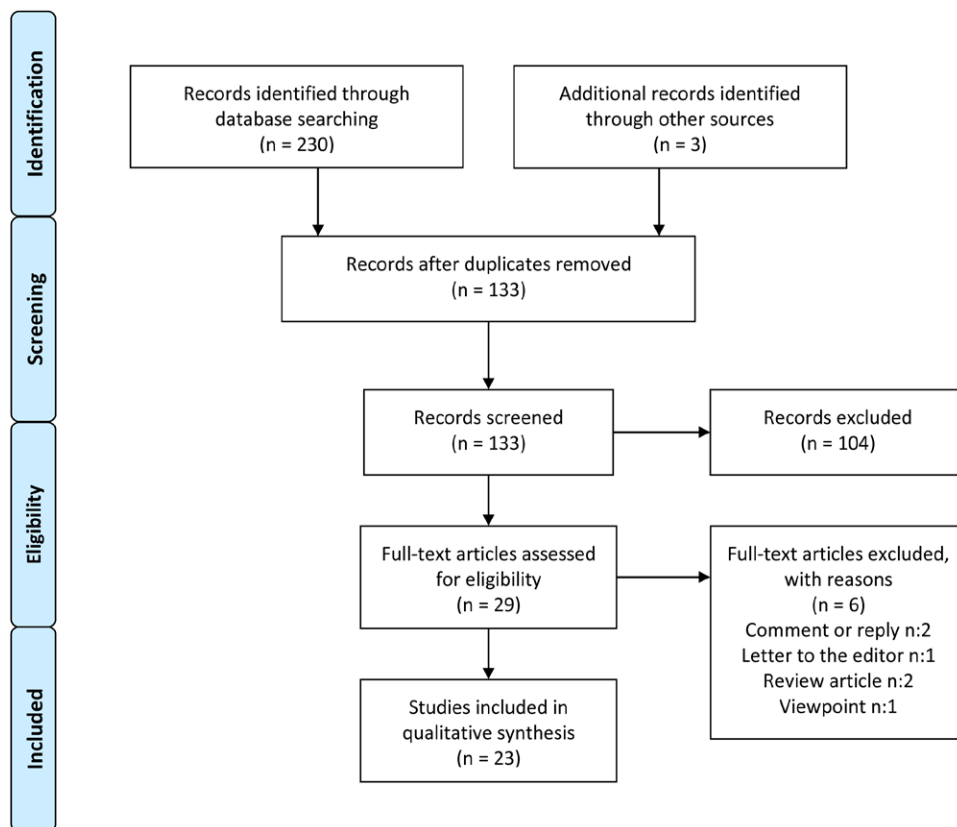 Identification
Records identified through
database searching
(n = 230)
Additional records identified
through other sources
(n = 3)
Screening
Records after duplicates removed
(n = 133)
Records screened
(n = 133)
Records excluded
(n = 104)
Eligibility
Full-text articles assessed
for eligibility
(n = 29)
Full-text articles excluded,
with reasons
(n = 6)
Comment or reply n:2
Letter to the editor n:1
Review article n:2
Viewpoint n:1
Included
Studies included in
qualitative synthesis
(n = 23)